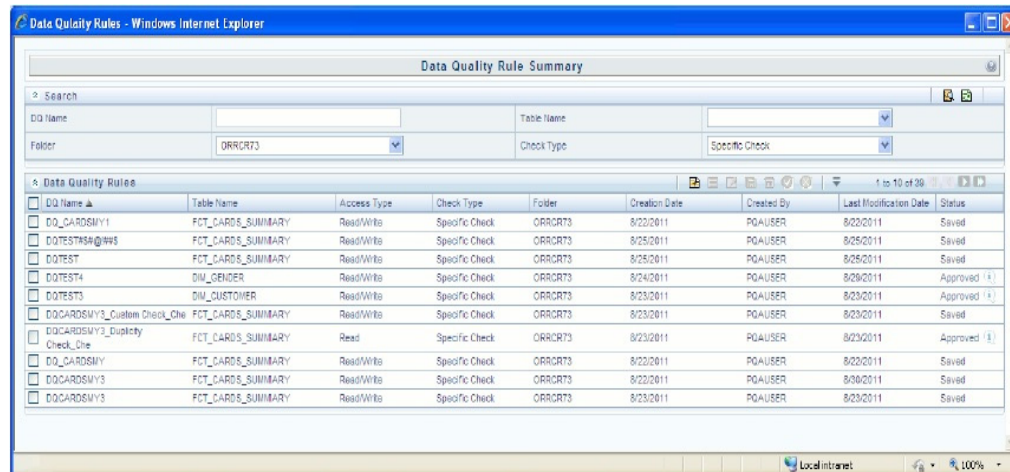 Data Qulaity Rules - Windows Internet Explorer
Data Quality Rule Summary
Search
DQ Name Table Name
Folder ORRCR73 Check Type Specific Check
Data Quality Rules 1 to 10 of 39
DQ Name Table Name Access Type Check Type Folder Creation Date Created By Last Modification Date Status
DQ_CARDSMY1 FCT_CARDS_SUMMARY Read/Write Specific Check ORRCR73 8/22/2011 PQAUSER 8/22/2011 Saved
DQTEST#$#@!##$ FCT_CARDS_SUMMARY Read/Write Specific Check ORRCR73 8/25/2011 PQAUSER 8/25/2011 Saved
DQTEST FCT_CARDS_SUMMARY Read/Write Specific Check ORRCR73 8/25/2011 PQAUSER 8/25/2011 Saved
DQTEST4 DIM_GENDER Read/Write Specific Check ORRCR73 8/24/2011 PQAUSER 8/29/2011 Approved
DQTEST3 DIM_CUSTOMER Read/Write Specific Check ORRCR73 8/23/2011 PQAUSER 8/23/2011 Approved
DQCARDSMY3_Custom Check_Che FCT_CARDS_SUMMARY Read/Write Specific Check ORRCR73 8/23/2011 PQAUSER 8/23/2011 Saved
DQCARDSMY3_Duplicity
Check_Che FCT_CARDS_SUMMARY Read Specific Check ORRCR73 8/23/2011 PQAUSER 8/23/2011 Approved
DQ_CARDSMY FCT_CARDS_SUMMARY Read/Write Specific Check ORRCR73 8/22/2011 PQAUSER 8/22/2011 Saved
DQCARDSMY3 FCT_CARDS_SUMMARY Read/Write Specific Check ORRCR73 8/22/2011 PQAUSER 8/30/2011 Saved
DQCARDSMY3 FCT_CARDS_SUMMARY Read/Write Specific Check ORRCR73 8/23/2011 PQAUSER 8/23/2011 Saved
Local intranet 100%